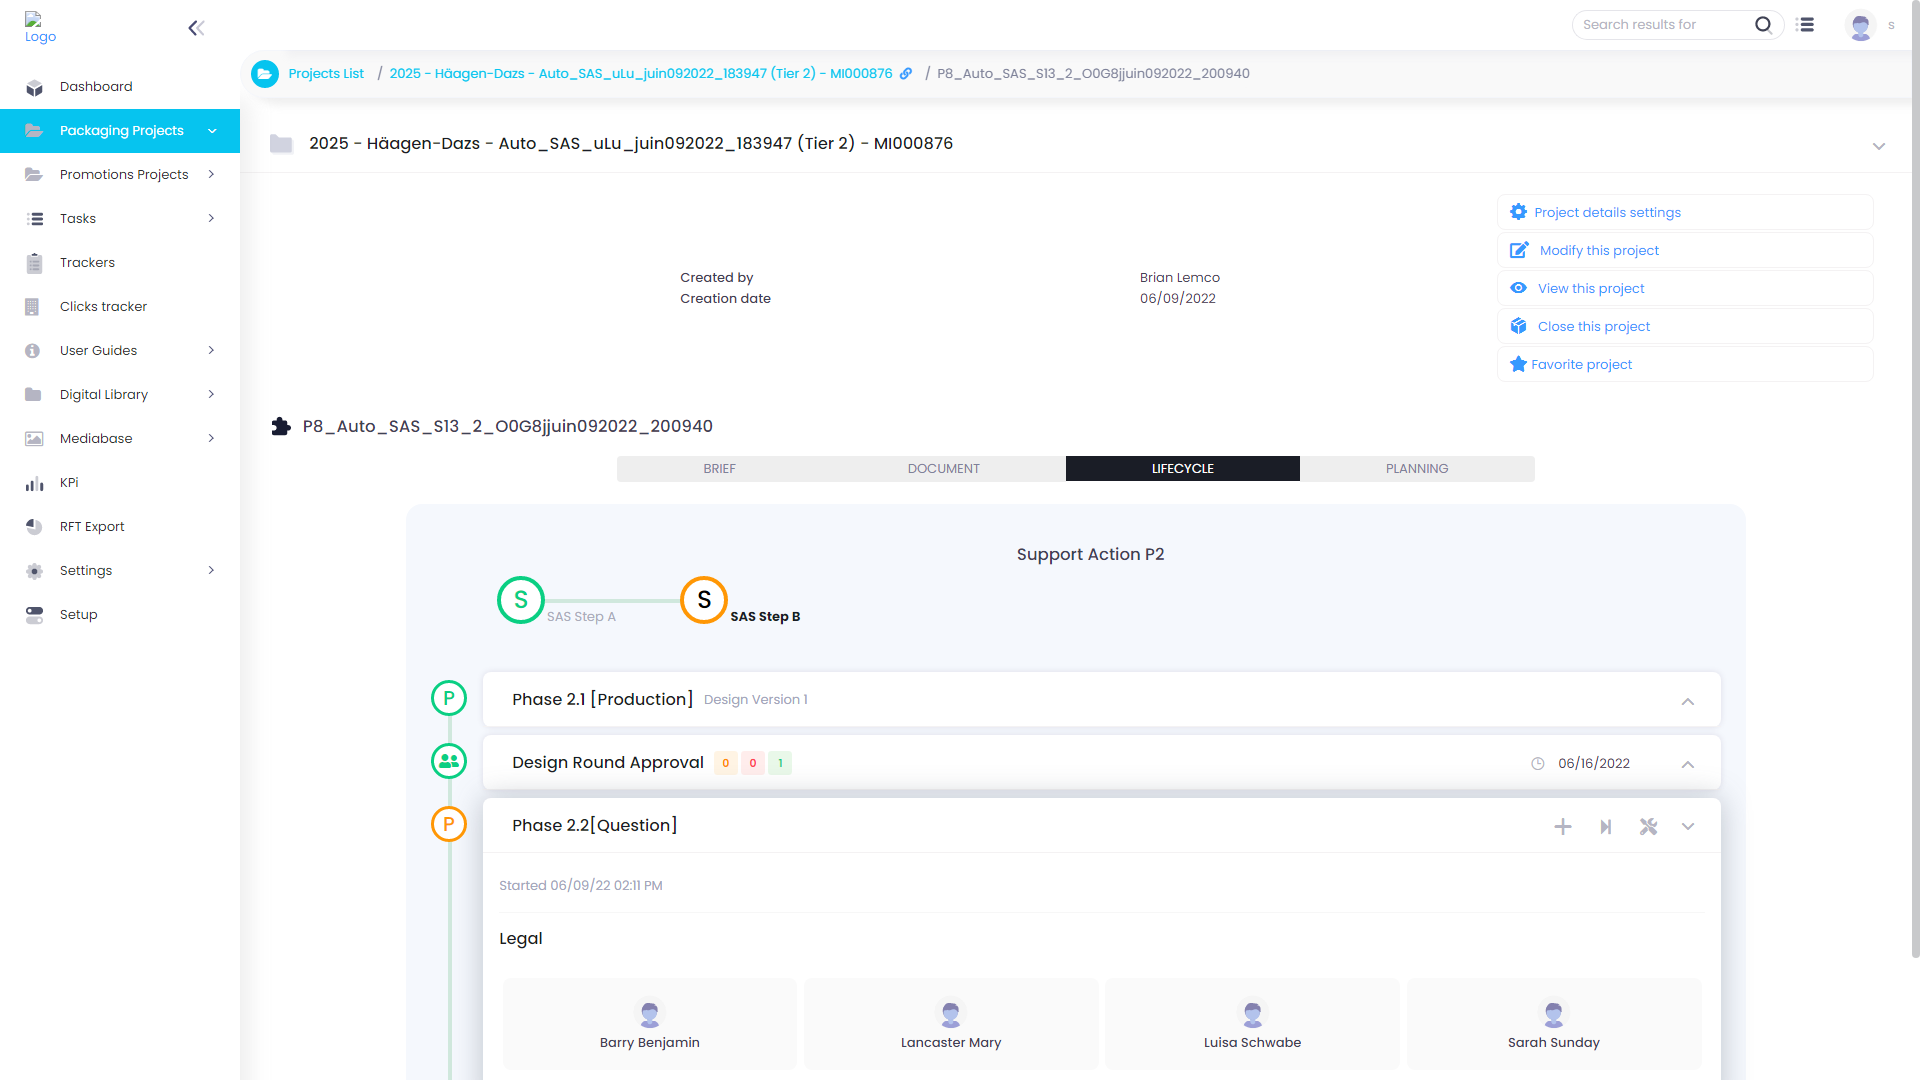 Logo
Search results for
s
Dashboard
Packaging Projects
Promotions Projects
Tasks
Trackers
Clicks tracker
User Guides
Digital Library
Mediabase
KPi
RFT Export
Settings
Setup
Projects List / 2025 - Häagen-Dazs - Auto_SAS_uLu_juin092022_183947 (Tier 2) - MI000876 / P8_Auto_SAS_S13_2_O0G8jjuin092022_200940
2025 - Häagen-Dazs - Auto_SAS_uLu_juin092022_183947 (Tier 2) - MI000876
Created by Brian Lemco
Creation date 06/09/2022
Project details settings
Modify this project
View this project
Close this project
Favorite project
P8_Auto_SAS_S13_2_O0G8jjuin092022_200940
BRIEF DOCUMENT LIFECYCLE PLANNING
Support Action P2
S SAS Step A S SAS Step B
P Phase 2.1 [Production] Design Version 1
Design Round Approval 0 0 1 06/16/2022
P Phase 2.2[Question]
Started 06/09/22 02:11 PM
Legal
Barry Benjamin Lancaster Mary Luisa Schwabe Sarah Sunday